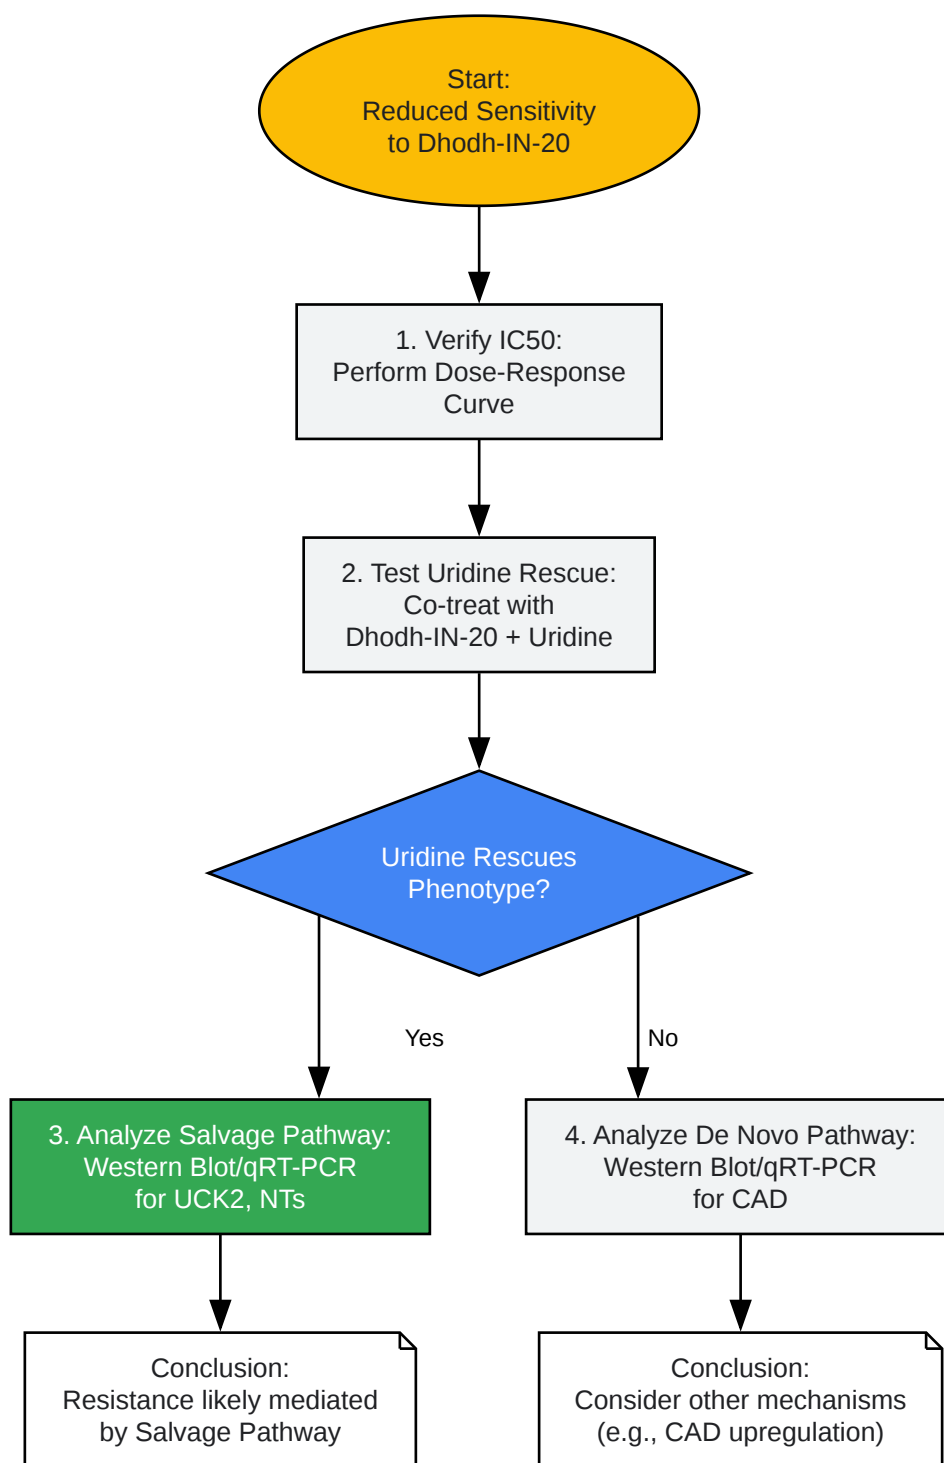 Start:
Reduced Sensitivity
to Dhodh-IN-20
1. Verify IC50:
Perform Dose-Response
Curve
2. Test Uridine Rescue:
Co-treat with
Dhodh-IN-20 + Uridine
Uridine Rescues
Phenotype?
Yes
No
3. Analyze Salvage Pathway:
Western Blot/qRT-PCR
for UCK2, NTs
4. Analyze De Novo Pathway:
Western Blot/qRT-PCR
for CAD
Conclusion:
Resistance likely mediated
by Salvage Pathway
Conclusion:
Consider other mechanisms
(e.g., CAD upregulation)